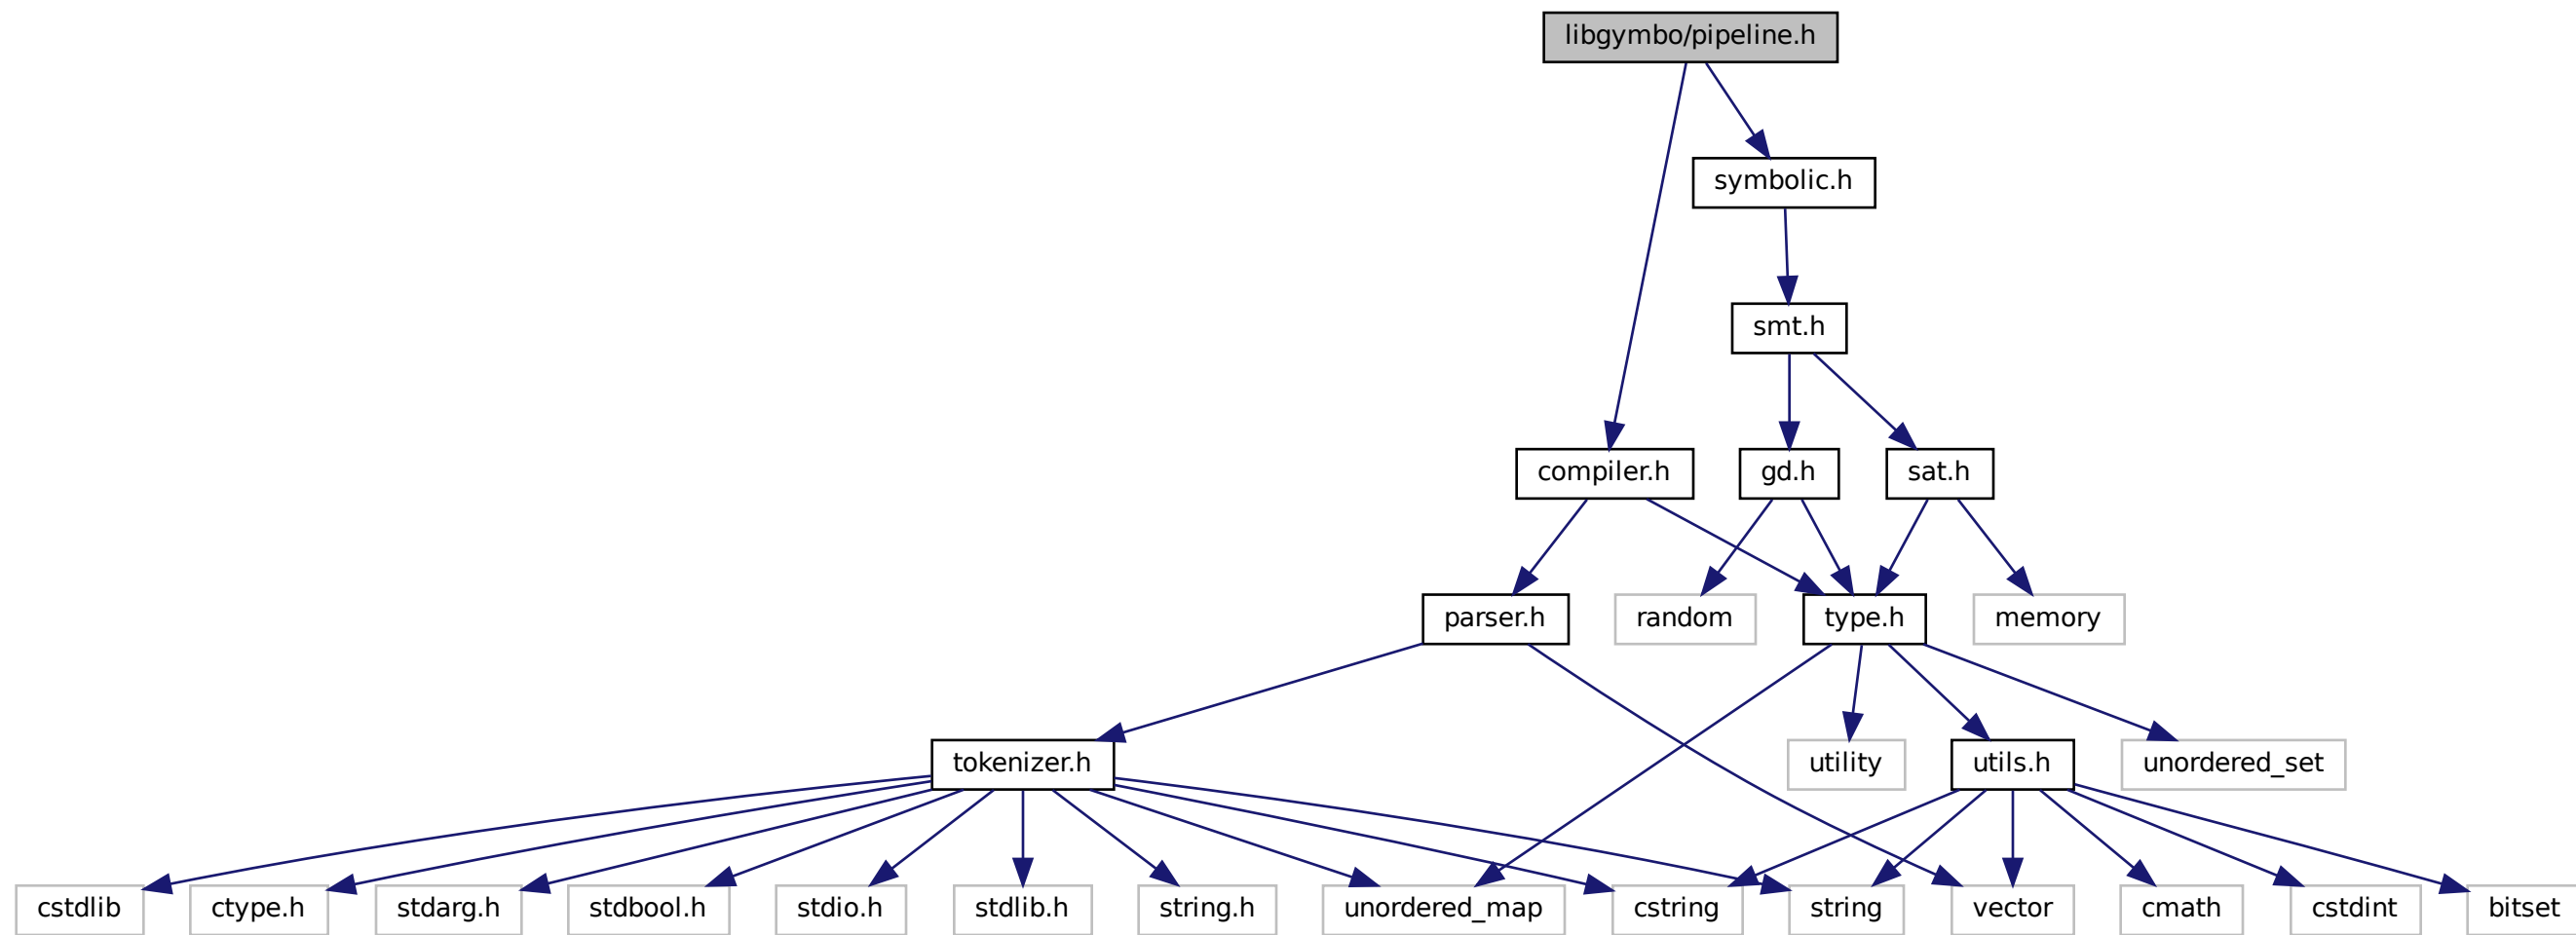 libgymbo/pipeline.h
symbolic.h
smt.h
compiler.h
gd.h
sat.h
parser.h
random
type.h
memory
tokenizer.h
utility
utils.h
unordered_set
cstdlib
ctype.h
stdarg.h
stdbool.h
stdio.h
stdlib.h
string.h
unordered_map
cstring
string
vector
cmath
cstdint
bitset